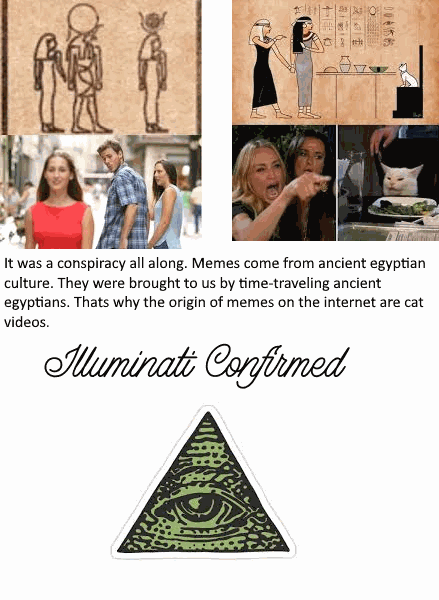 It was a conspiracy all along. Memes come from ancient egyptian
culture. They were brought to us by time-traveling ancient
egyptians. Thats why the origin of memes on the internet are cat
videos.
Illuminati Confirmed